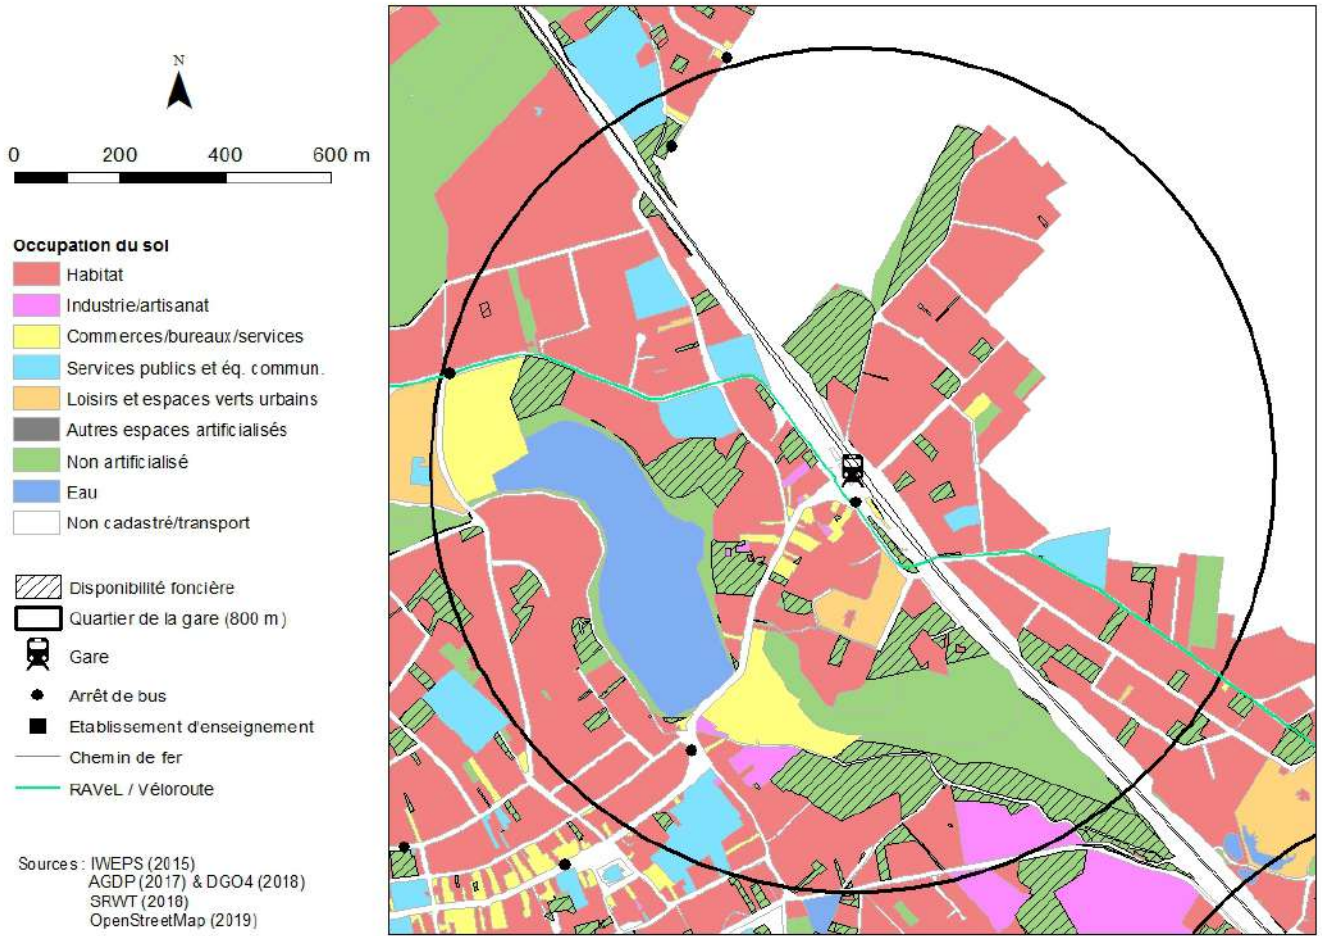 N
0 200 400 600 m
Occupation du sol
Habitat
Industrie/artisanat
Commerces/bureaux/services
Services publics et éq. commun.
Loisirs et espaces verts urbains
Autres espaces artificialisés
Non artificialisé
Eau
Non cadastré/transport
Disponibilité foncière
Quartier de la gare (800 m)
Gare
Arrêt de bus
Etablissement d'enseignement
Chemin de fer
RAVeL / Véloroute
Sources : IWEPS (2015)
AGDP (2017) & DGO4 (2018)
SRWT (2018)
OpenStreetMap (2019)